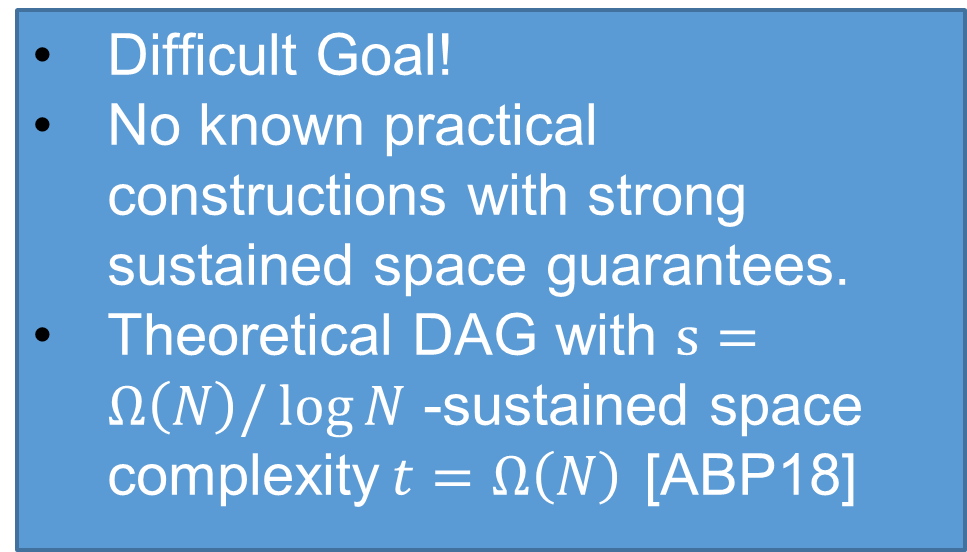 • Difficult Goal!
• No known practical
constructions with strong
sustained space guarantees.
• Theoretical DAG with s =
Ω(N)/ log N -sustained space
complexity t = Ω(N) [ABP18]